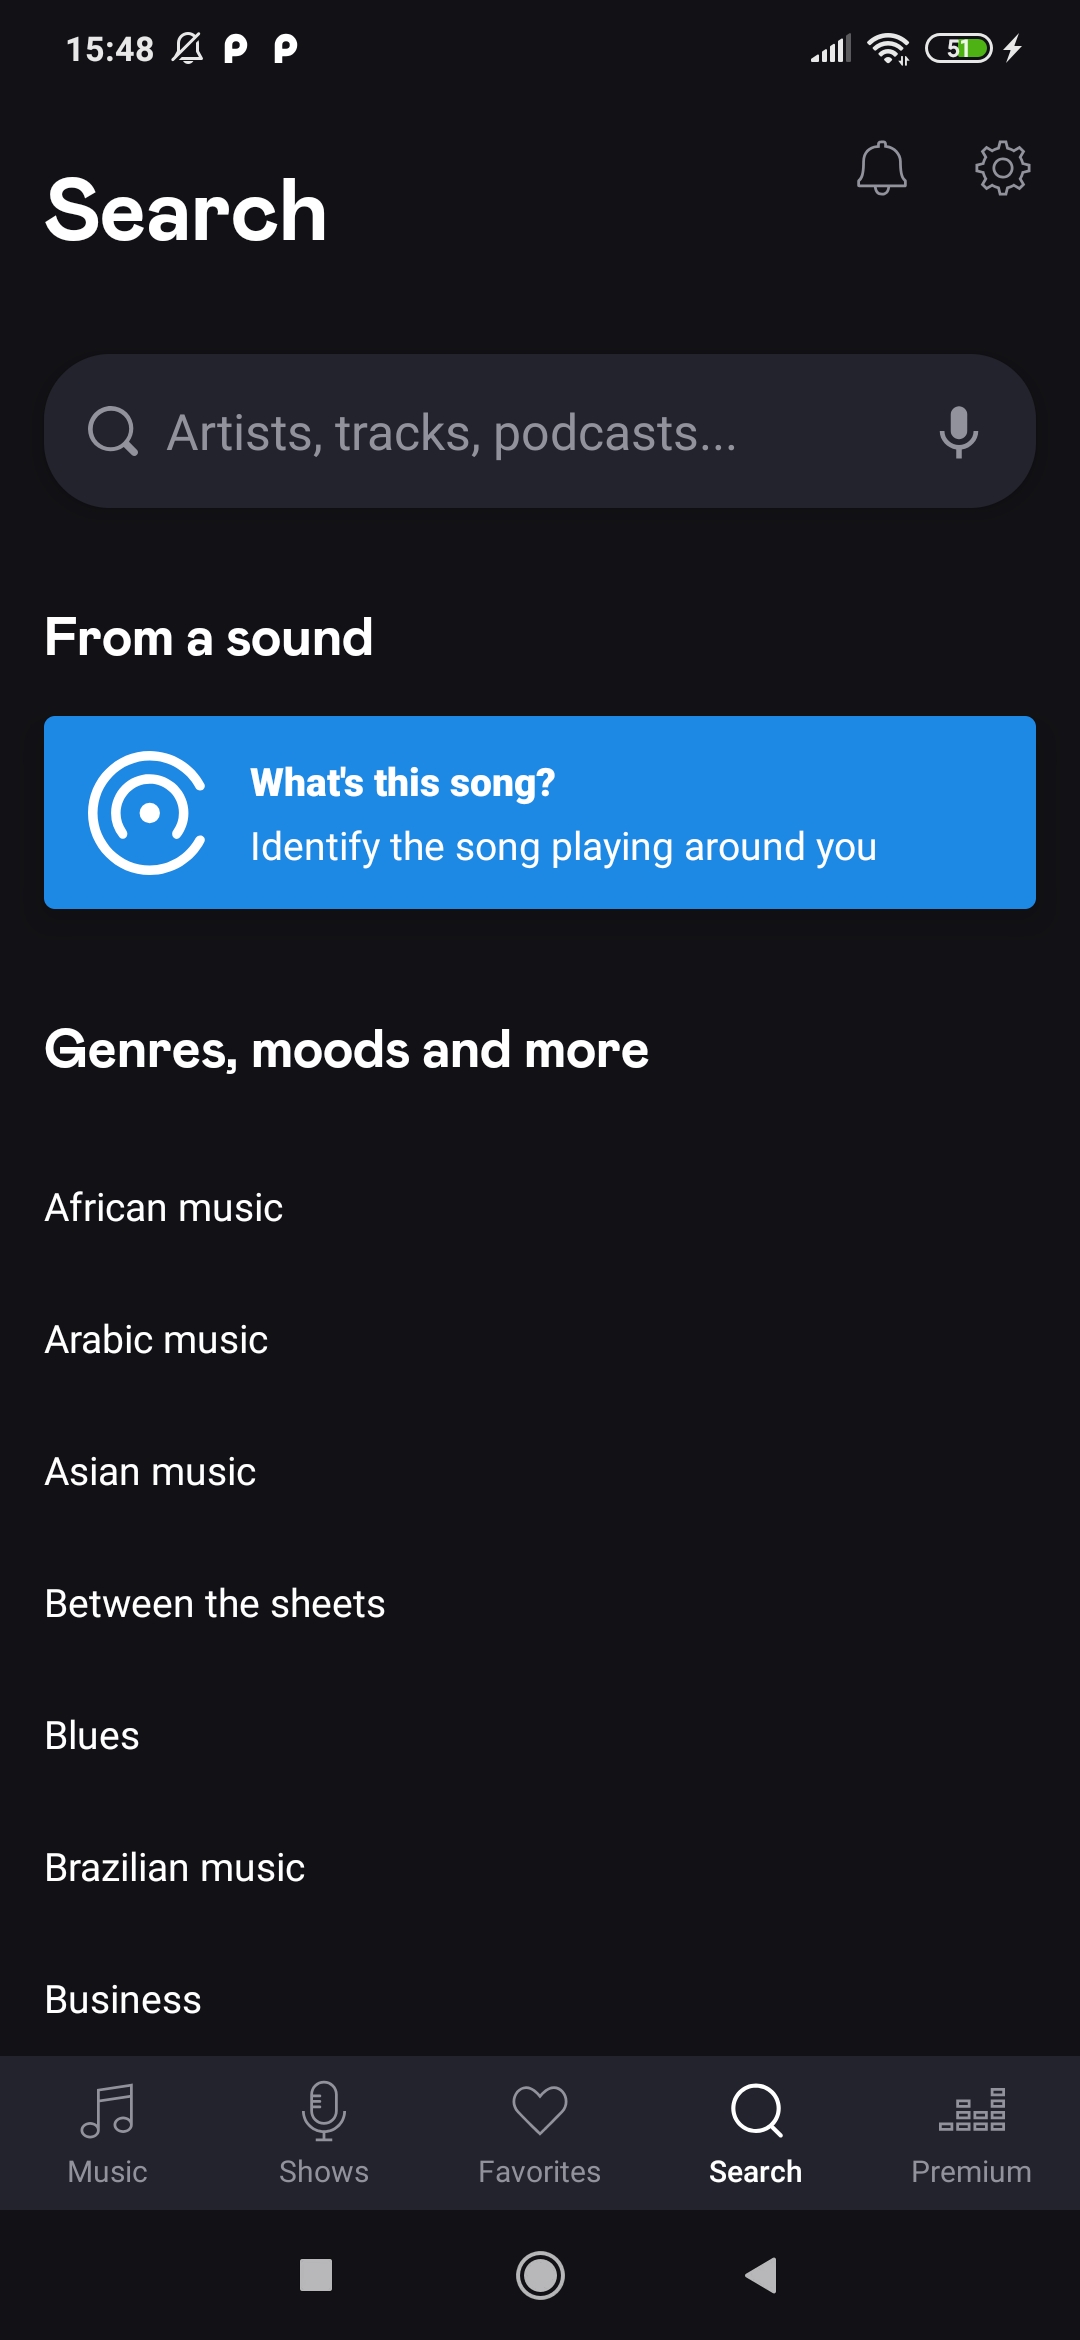 15:48
51
Search
Artists, tracks, podcasts...
From a sound
What's this song?
Identify the song playing around you
Genres, moods and more
African music
Arabic music
Asian music
Between the sheets
Blues
Brazilian music
Business
Music Shows Favorites Search Premium